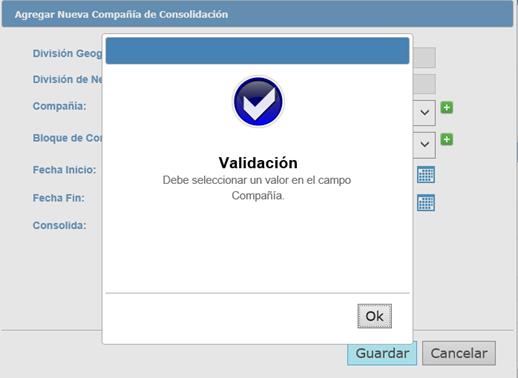 Agregar Nueva Compañía de Consolidación
División Geog
División de Ne
Compañía:
Bloque de Con
Fecha Inicio:
Fecha Fin:
Consolida:
Validación
Debe seleccionar un valor en el campo
Compañía.
Ok
Guardar
Cancelar